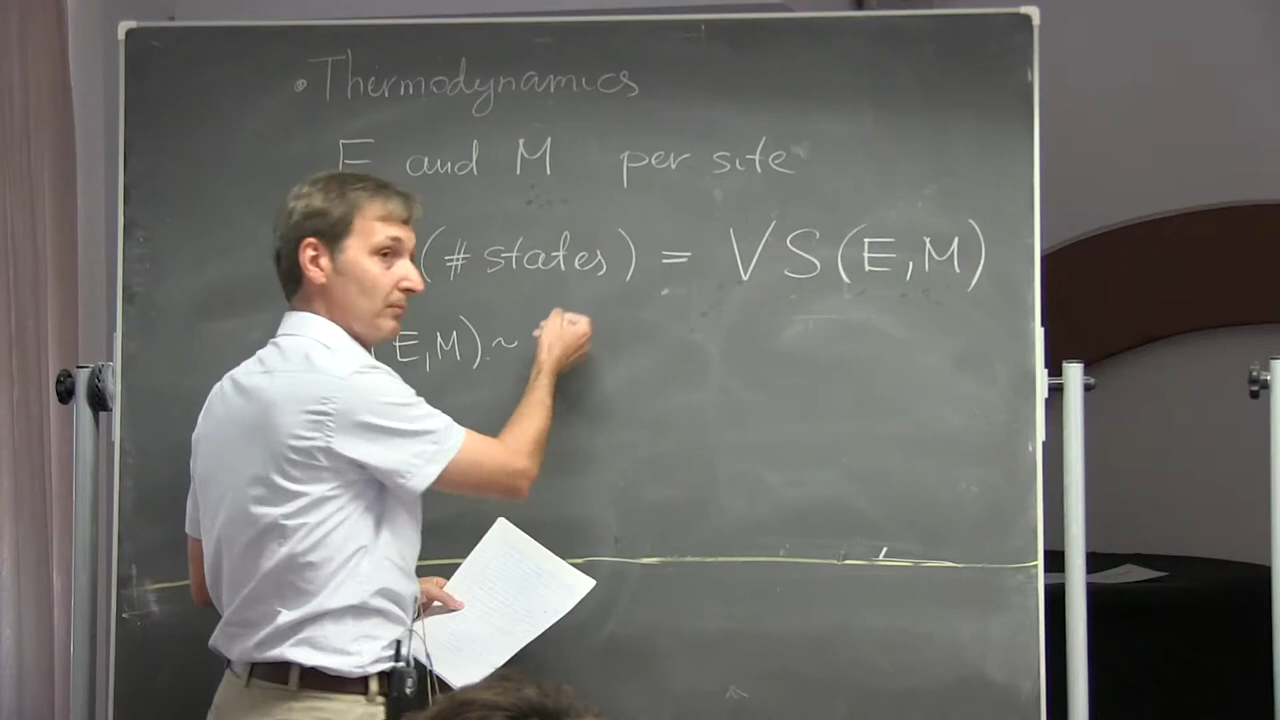 • Thermodynamics
E and M per site
(# states) = VS(E,M)
(E,M) ~